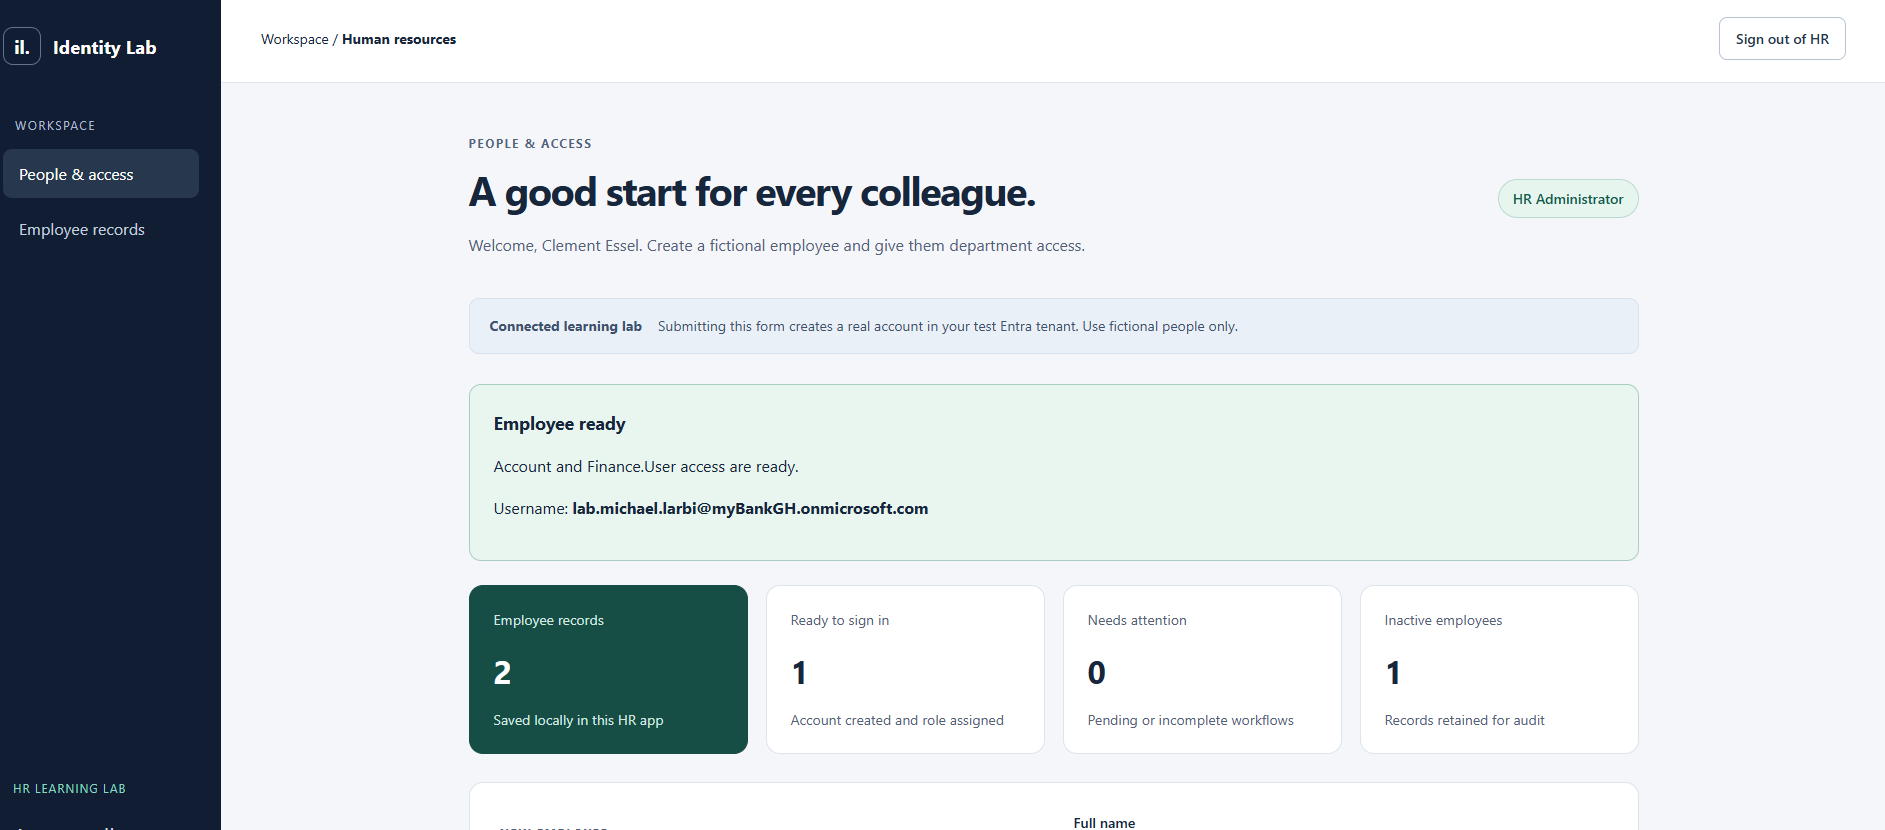 il. Identity Lab
Workspace / Human resources
Sign out of HR
WORKSPACE
People & access
Employee records
PEOPLE & ACCESS
A good start for every colleague.
HR Administrator
Welcome, Clement Essel. Create a fictional employee and give them department access.
Connected learning lab Submitting this form creates a real account in your test Entra tenant. Use fictional people only.
Employee ready
Account and Finance.User access are ready.
Username: lab.michael.larbi@myBankGH.onmicrosoft.com
Employee records
2
Saved locally in this HR app
Ready to sign in
1
Account created and role assigned
Needs attention
0
Pending or incomplete workflows
Inactive employees
1
Records retained for audit
HR LEARNING LAB
Full name